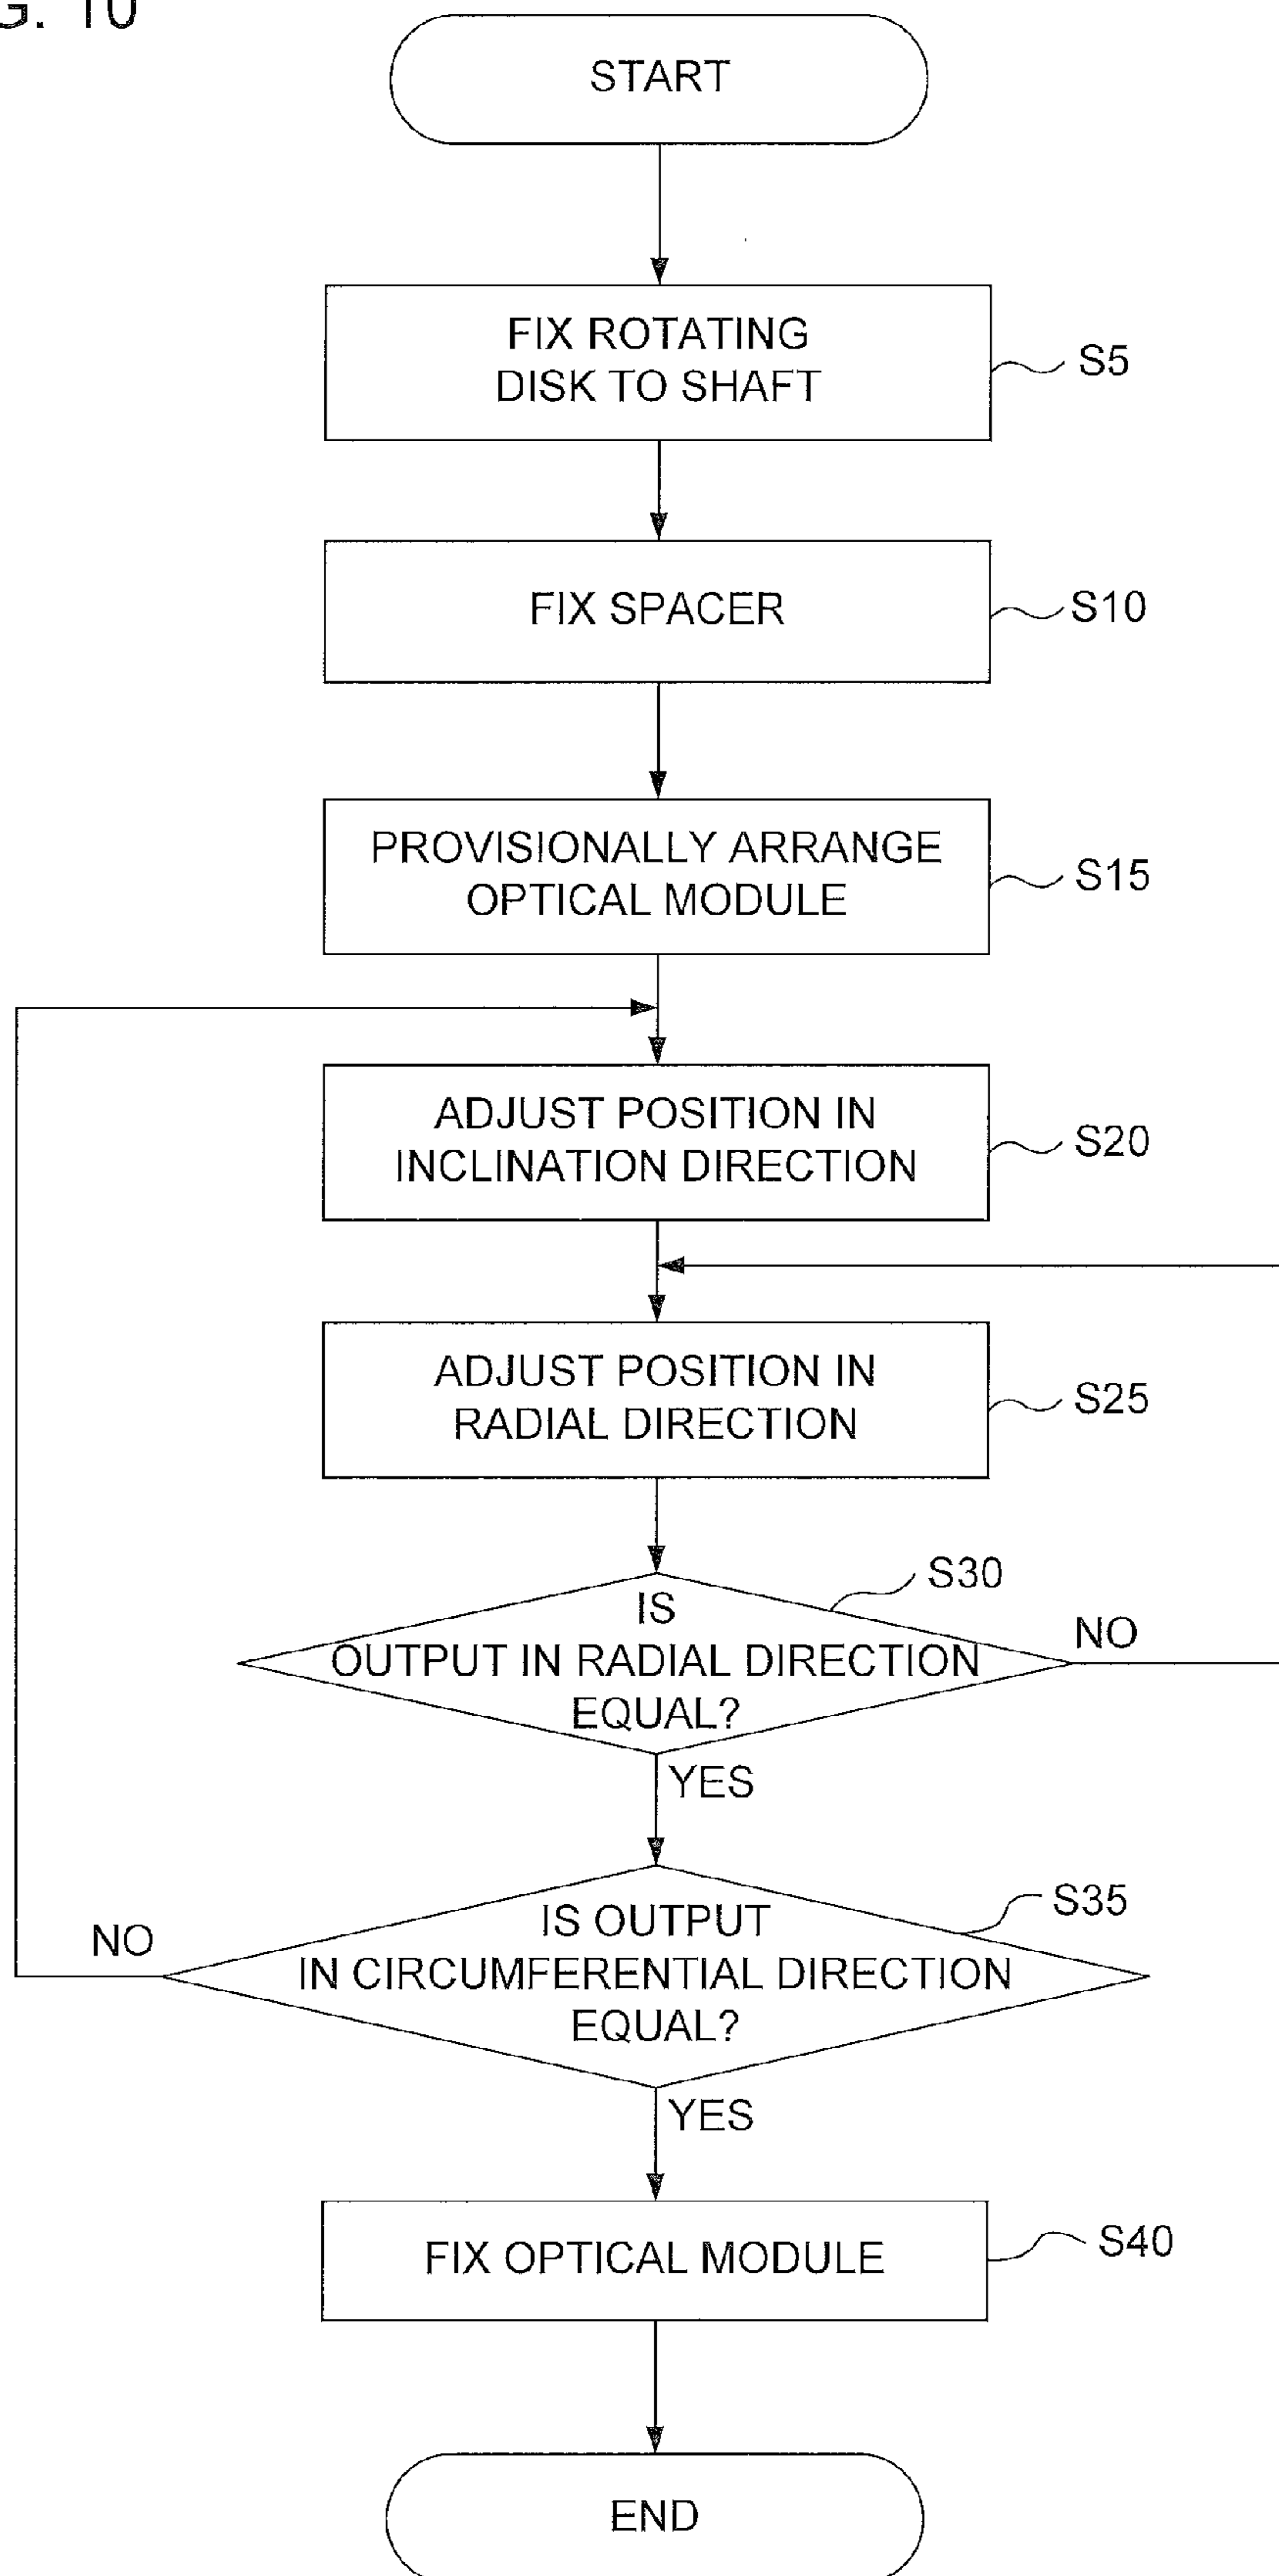 G. 10
START
FIX ROTATING
DISK TO SHAFT
S5
FIX SPACER
S10
PROVISIONALLY ARRANGE
OPTICAL MODULE
S15
ADJUST POSITION IN
INCLINATION DIRECTION
S20
ADJUST POSITION IN
RADIAL DIRECTION
S25
S30
IS
OUTPUT IN RADIAL DIRECTION
EQUAL?
NO
YES
S35
IS OUTPUT
IN CIRCUMFERENTIAL DIRECTION
EQUAL?
NO
YES
FIX OPTICAL MODULE
S40
END